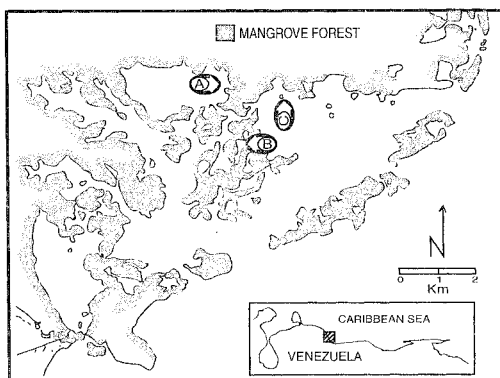 MANGROVE FOREST
A
C
B
N
0 1 2
Km
CARIBBEAN SEA
VENEZUELA